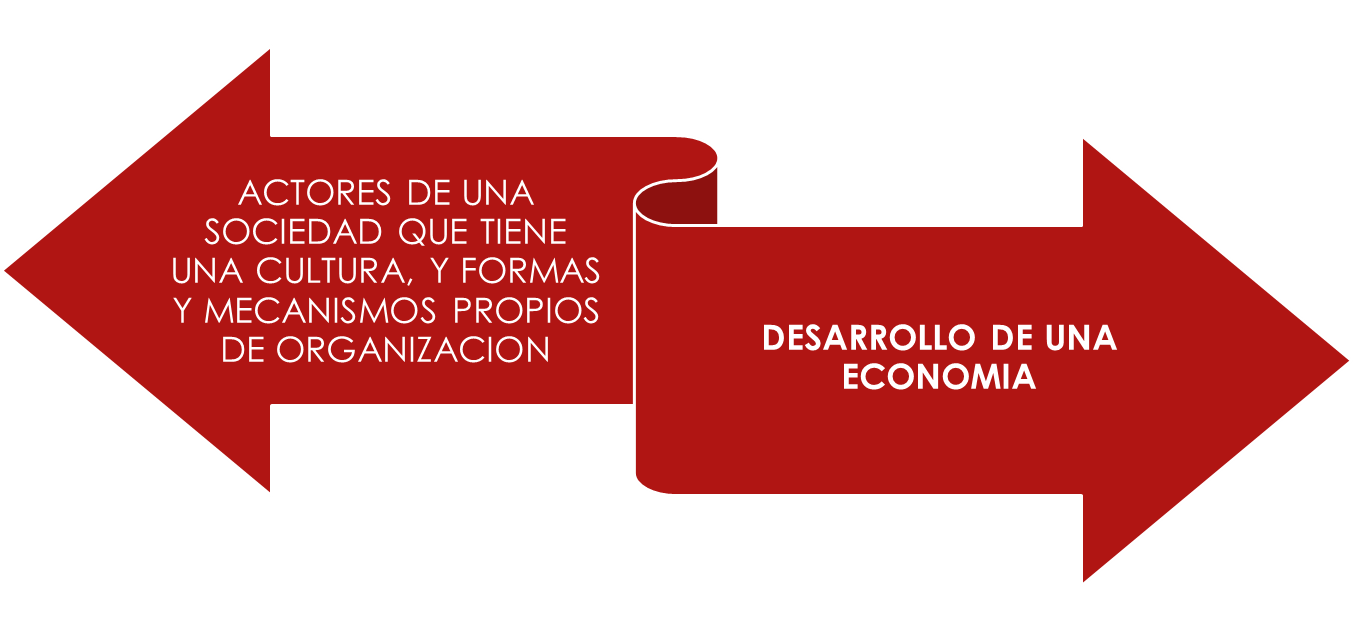 ACTORES DE UNA
SOCIEDAD QUE TIENE
UNA CULTURA, Y FORMAS
Y MECANISMOS PROPIOS
DE ORGANIZACION
DESARROLLO DE UNA
ECONOMIA